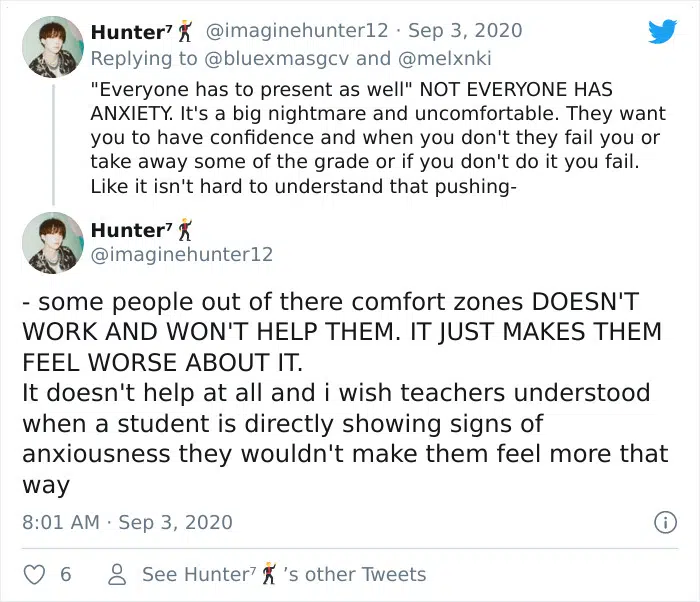 Hunter⁷🕺 @imaginehunter12 · Sep 3, 2020
Replying to @bluexmasgcv and @melxnki
"Everyone has to present as well" NOT EVERYONE HAS
ANXIETY. It's a big nightmare and uncomfortable. They want
you to have confidence and when you don't they fail you or
take away some of the grade or if you don't do it you fail.
Like it isn't hard to understand that pushing-
Hunter⁷🕺
@imaginehunter12
- some people out of there comfort zones DOESN'T
WORK AND WON'T HELP THEM. IT JUST MAKES THEM
FEEL WORSE ABOUT IT.
It doesn't help at all and i wish teachers understood
when a student is directly showing signs of
anxiousness they wouldn't make them feel more that
way
8:01 AM · Sep 3, 2020
6 See Hunter⁷🕺’s other Tweets